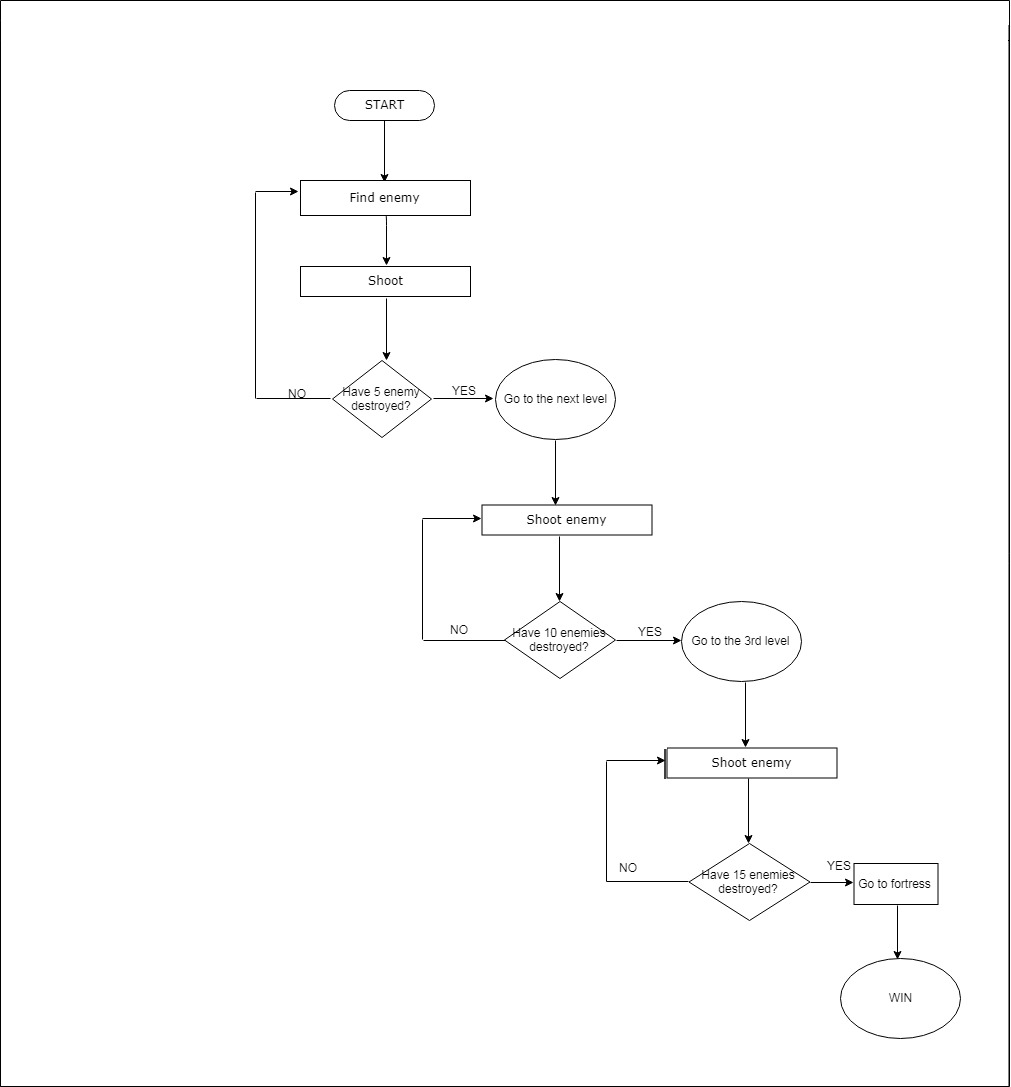 START
Find enemy
Shoot
Have 5 enemy
destroyed?
NO
YES
Go to the next level
Shoot enemy
Have 10 enemies
destroyed?
NO
YES
Go to the 3rd level
Shoot enemy
Have 15 enemies
destroyed?
NO
YES
Go to fortress
WIN